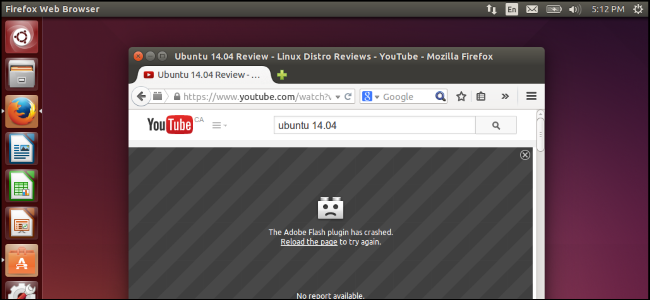 Firefox Web Browser
En
5:12 PM
Ubuntu 14.04 Review - Linux Distro Reviews - YouTube - Mozilla Firefox
Ubuntu 14.04 Review - ...
https://www.youtube.com/watch?v
Google
YouTube CA
ubuntu 14.04
The Adobe Flash plugin has crashed.
Reload the page to try again.
No report available.